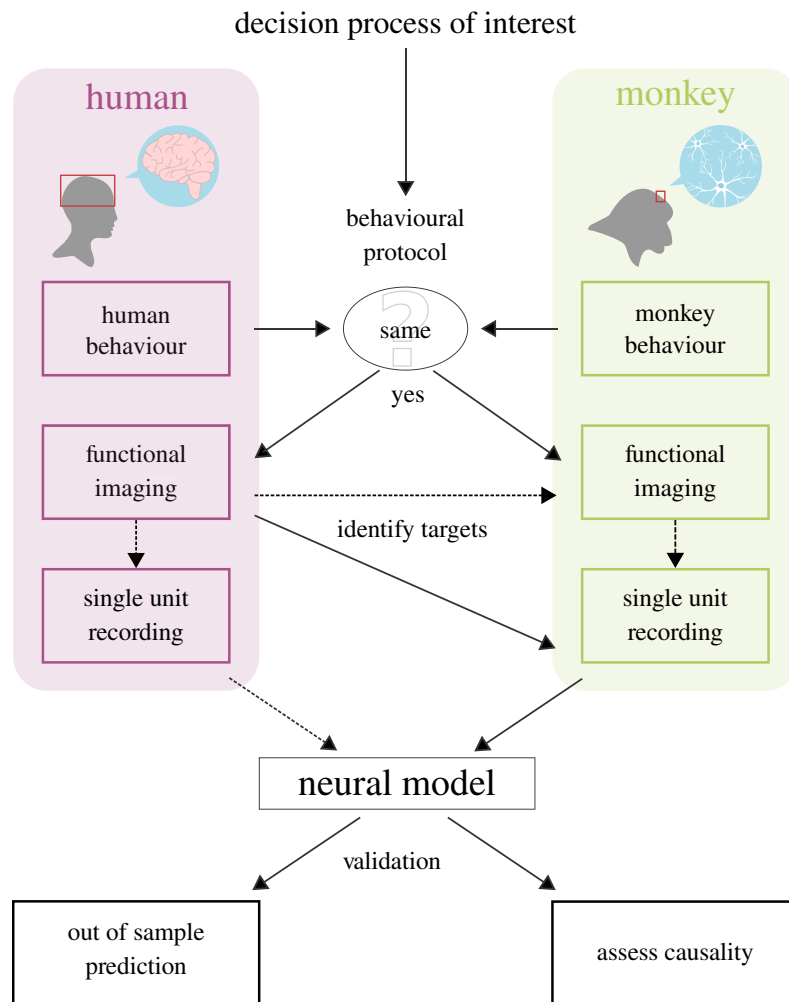 decision process of interest
human
monkey
behavioural
protocol
human
behaviour
?
same
monkey
behaviour
yes
functional
imaging
functional
imaging
identify targets
single unit
recording
single unit
recording
neural model
validation
out of sample
prediction
assess causality